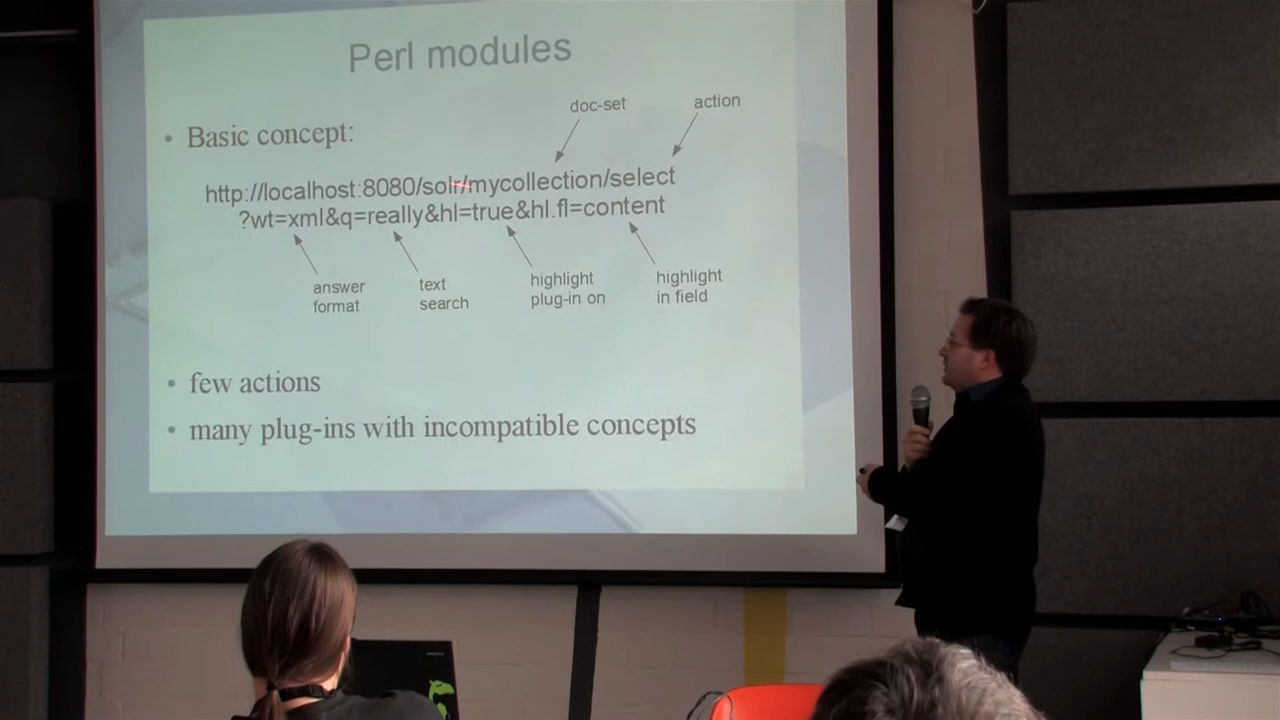 Perl modules
doc-set
action
• Basic concept:
http://localhost:8080/solr/mycollection/select
?wt=xml&q=really&hl=true&hl.fl=content
answer
format
text
search
highlight
plug-in on
highlight
in field
• few actions
• many plug-ins with incompatible concepts